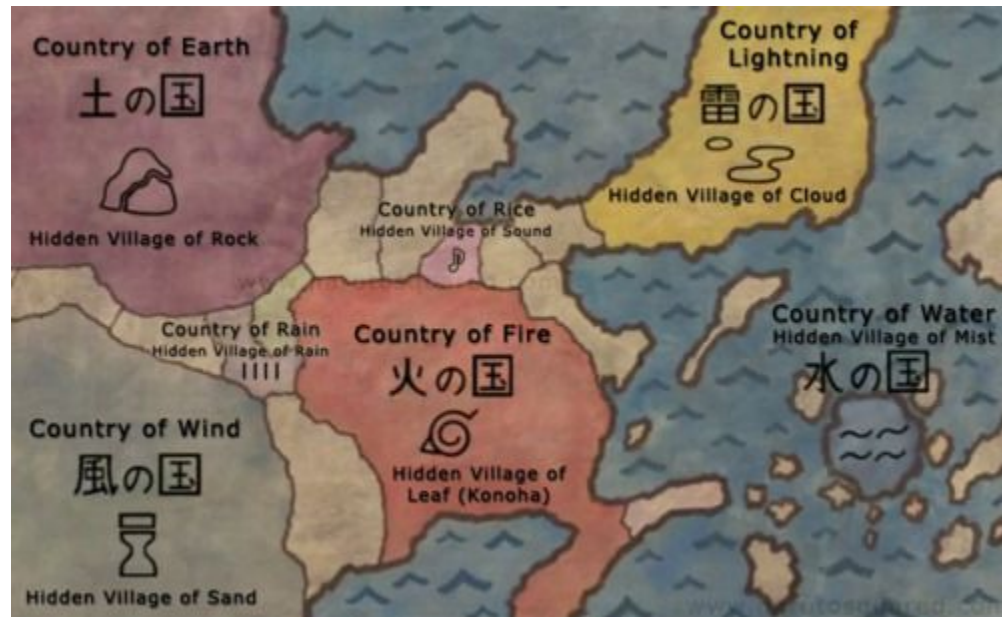 Country of Earth
土の国
Hidden Village of Rock
Country of
Lightning
雷の国
Hidden Village of Cloud
Country of Rice
Hidden Village of Sound
Country of Rain
Hidden Village of Rain
Country of Fire
火の国
Hidden Village of
Leaf (Konoha)
Country of Water
Hidden Village of Mist
水の国
Country of Wind
風の国
Hidden Village of Sand